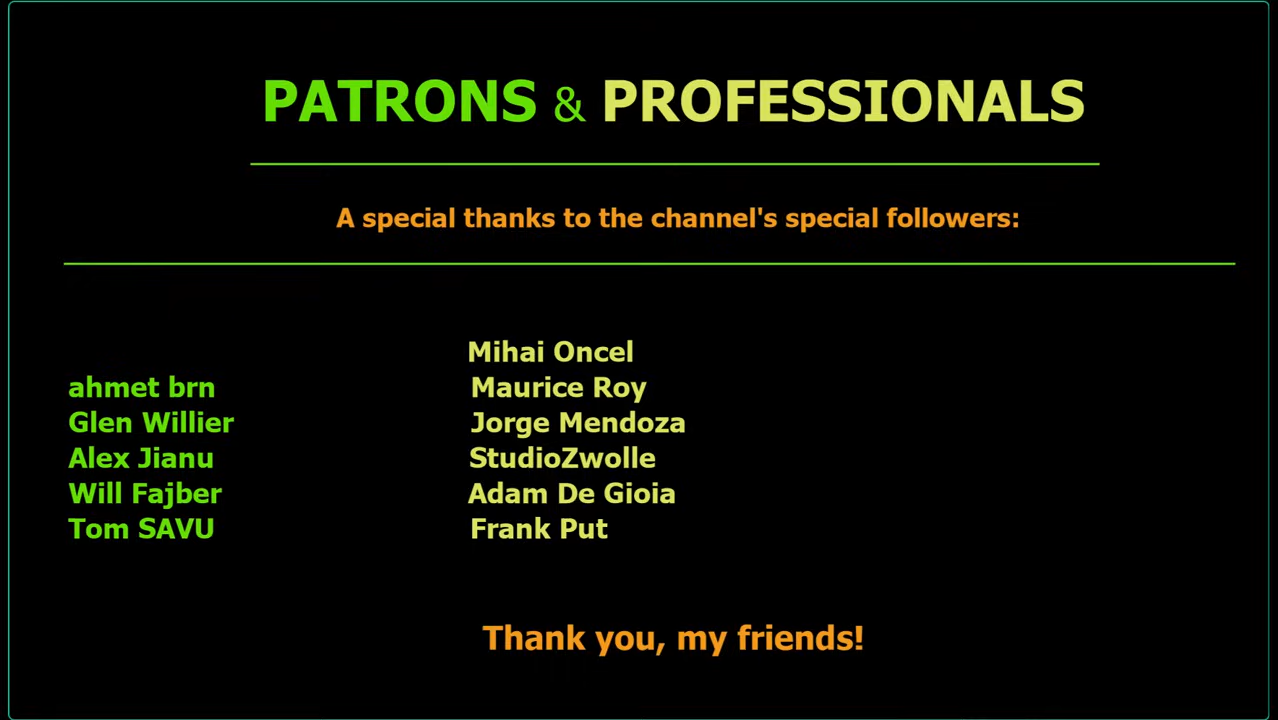 PATRONS & PROFESSIONALS
A special thanks to the channel's special followers:
Mihai Oncel
ahmet brn Maurice Roy
Glen Willier Jorge Mendoza
Alex Jianu StudioZwolle
Will Fajber Adam De Gioia
Tom SAVU Frank Put
Thank you, my friends!